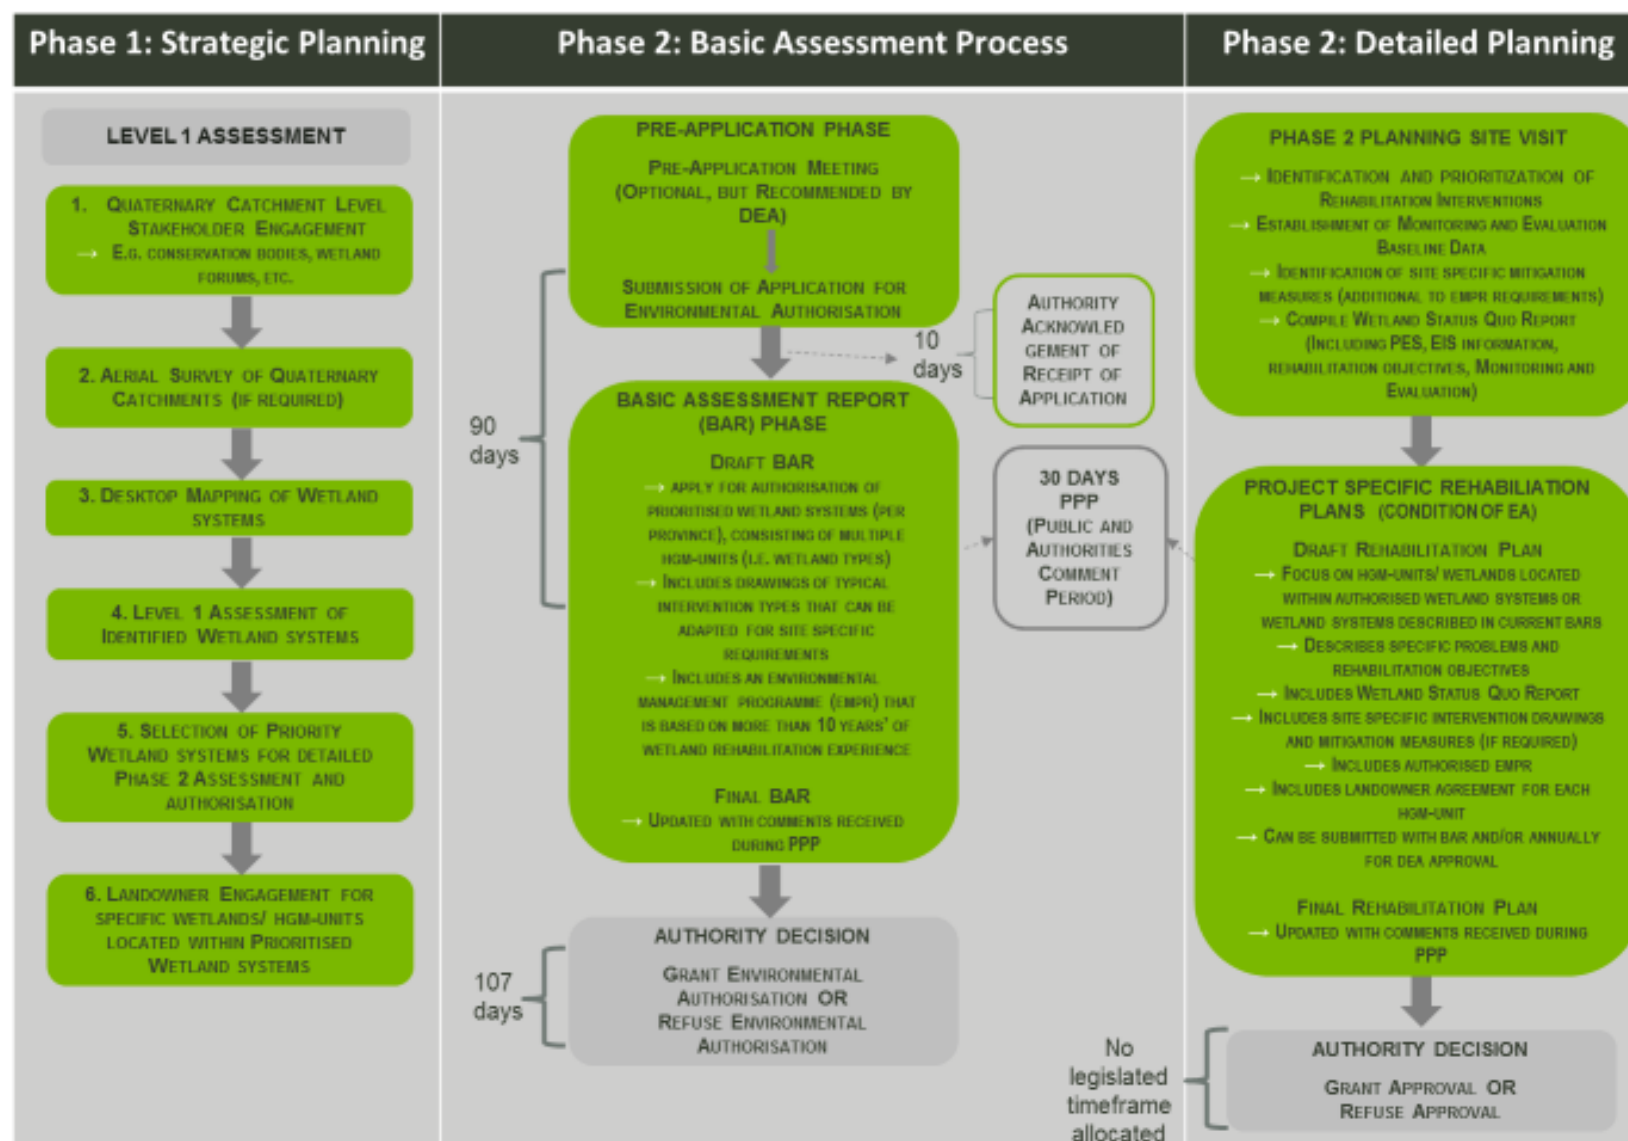 Phase 1: Strategic Planning
Phase 2: Basic Assessment Process
Phase 2: Detailed Planning
LEVEL 1 ASSESSMENT
1. QUATERNARY CATCHMENT LEVEL
STAKEHOLDER ENGAGEMENT
→ E.G. CONSERVATION BODIES, WETLAND
FORUMS, ETC.
2. AERIAL SURVEY OF QUATERNARY
CATCHMENTS (IF REQUIRED)
3. DESKTOP MAPPING OF WETLAND
SYSTEMS
4. LEVEL 1 ASSESSMENT OF
IDENTIFIED WETLAND SYSTEMS
5. SELECTION OF PRIORITY
WETLAND SYSTEMS FOR DETAILED
PHASE 2 ASSESSMENT AND
AUTHORISATION
6. LANDOWNER ENGAGEMENT FOR
SPECIFIC WETLANDS/ HGM-UNITS
LOCATED WITHIN PRIORITISED
WETLAND SYSTEMS
PRE-APPLICATION PHASE
PRE-APPLICATION MEETING
(OPTIONAL, BUT RECOMMENDED BY
DEA)
SUBMISSION OF APPLICATION FOR
ENVIRONMENTAL AUTHORISATION
10
days
AUTHORITY
ACKNOWLED
GEMENT OF
RECEIPT OF
APPLICATION
90
days
BASIC ASSESSMENT REPORT
(BAR) PHASE
DRAFT BAR
→ APPLY FOR AUTHORISATION OF
PRIORITISED WETLAND SYSTEMS (PER
PROVINCE), CONSISTING OF MULTIPLE
HGM-UNITS (I.E. WETLAND TYPES)
→ INCLUDES DRAWINGS OF TYPICAL
INTERVENTION TYPES THAT CAN BE
ADAPTED FOR SITE SPECIFIC
REQUIREMENTS
→ INCLUDES AN ENVIRONMENTAL
MANAGEMENT PROGRAMME (EMPR) THAT
IS BASED ON MORE THAN 10 YEARS' OF
WETLAND REHABILITATION EXPERIENCE
FINAL BAR
→ UPDATED WITH COMMENTS RECEIVED
DURING PPP
30 DAYS
PPP
(PUBLIC AND
AUTHORITIES
COMMENT
PERIOD)
107
days
AUTHORITY DECISION
GRANT ENVIRONMENTAL
AUTHORISATION OR
REFUSE ENVIRONMENTAL
AUTHORISATION
PHASE 2 PLANNING SITE VISIT
→ IDENTIFICATION AND PRIORITIZATION OF
REHABILITATION INTERVENTIONS
→ ESTABLISHMENT OF MONITORING AND EVALUATION
BASELINE DATA
→ IDENTIFICATION OF SITE SPECIFIC MITIGATION
MEASURES (ADDITIONAL TO EMPR REQUIREMENTS)
→ COMPILE WETLAND STATUS QUO REPORT
(INCLUDING PES, EIS INFORMATION,
REHABILITATION OBJECTIVES, MONITORING AND
EVALUATION)
PROJECT SPECIFIC REHABILIATION
PLANS (CONDITION OF EA)
DRAFT REHABILITATION PLAN
→ FOCUS ON HGM-UNITS/ WETLANDS LOCATED
WITHIN AUTHORISED WETLAND SYSTEMS OR
WETLAND SYSTEMS DESCRIBED IN CURRENT BARS
→ DESCRIBES SPECIFIC PROBLEMS AND
REHABILITATION OBJECTIVES
→ INCLUDES WETLAND STATUS QUO REPORT
→ INCLUDES SITE SPECIFIC INTERVENTION DRAWINGS
AND MITIGATION MEASURES (IF REQUIRED)
→ INCLUDES AUTHORISED EMPR
→ INCLUDES LANDOWNER AGREEMENT FOR EACH
HGM-UNIT
→ CAN BE SUBMITTED WITH BAR AND/OR ANNUALLY
FOR DEA APPROVAL
FINAL REHABILITATION PLAN
→ UPDATED WITH COMMENTS RECEIVED DURING
PPP
No
legislated
timeframe
allocated
AUTHORITY DECISION
GRANT APPROVAL OR
REFUSE APPROVAL